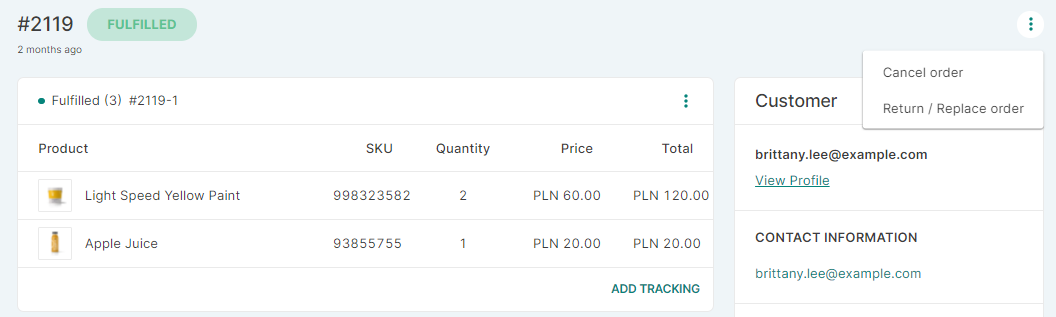 #2119 FULFILLED
2 months ago
Cancel order
Return / Replace order
Fulfilled (3) #2119-1
Product SKU Quantity Price Total
Light Speed Yellow Paint 998323582 2 PLN 60.00 PLN 120.00
Apple Juice 93855755 1 PLN 20.00 PLN 20.00
ADD TRACKING
Customer
brittany.lee@example.com
View Profile
CONTACT INFORMATION
brittany.lee@example.com